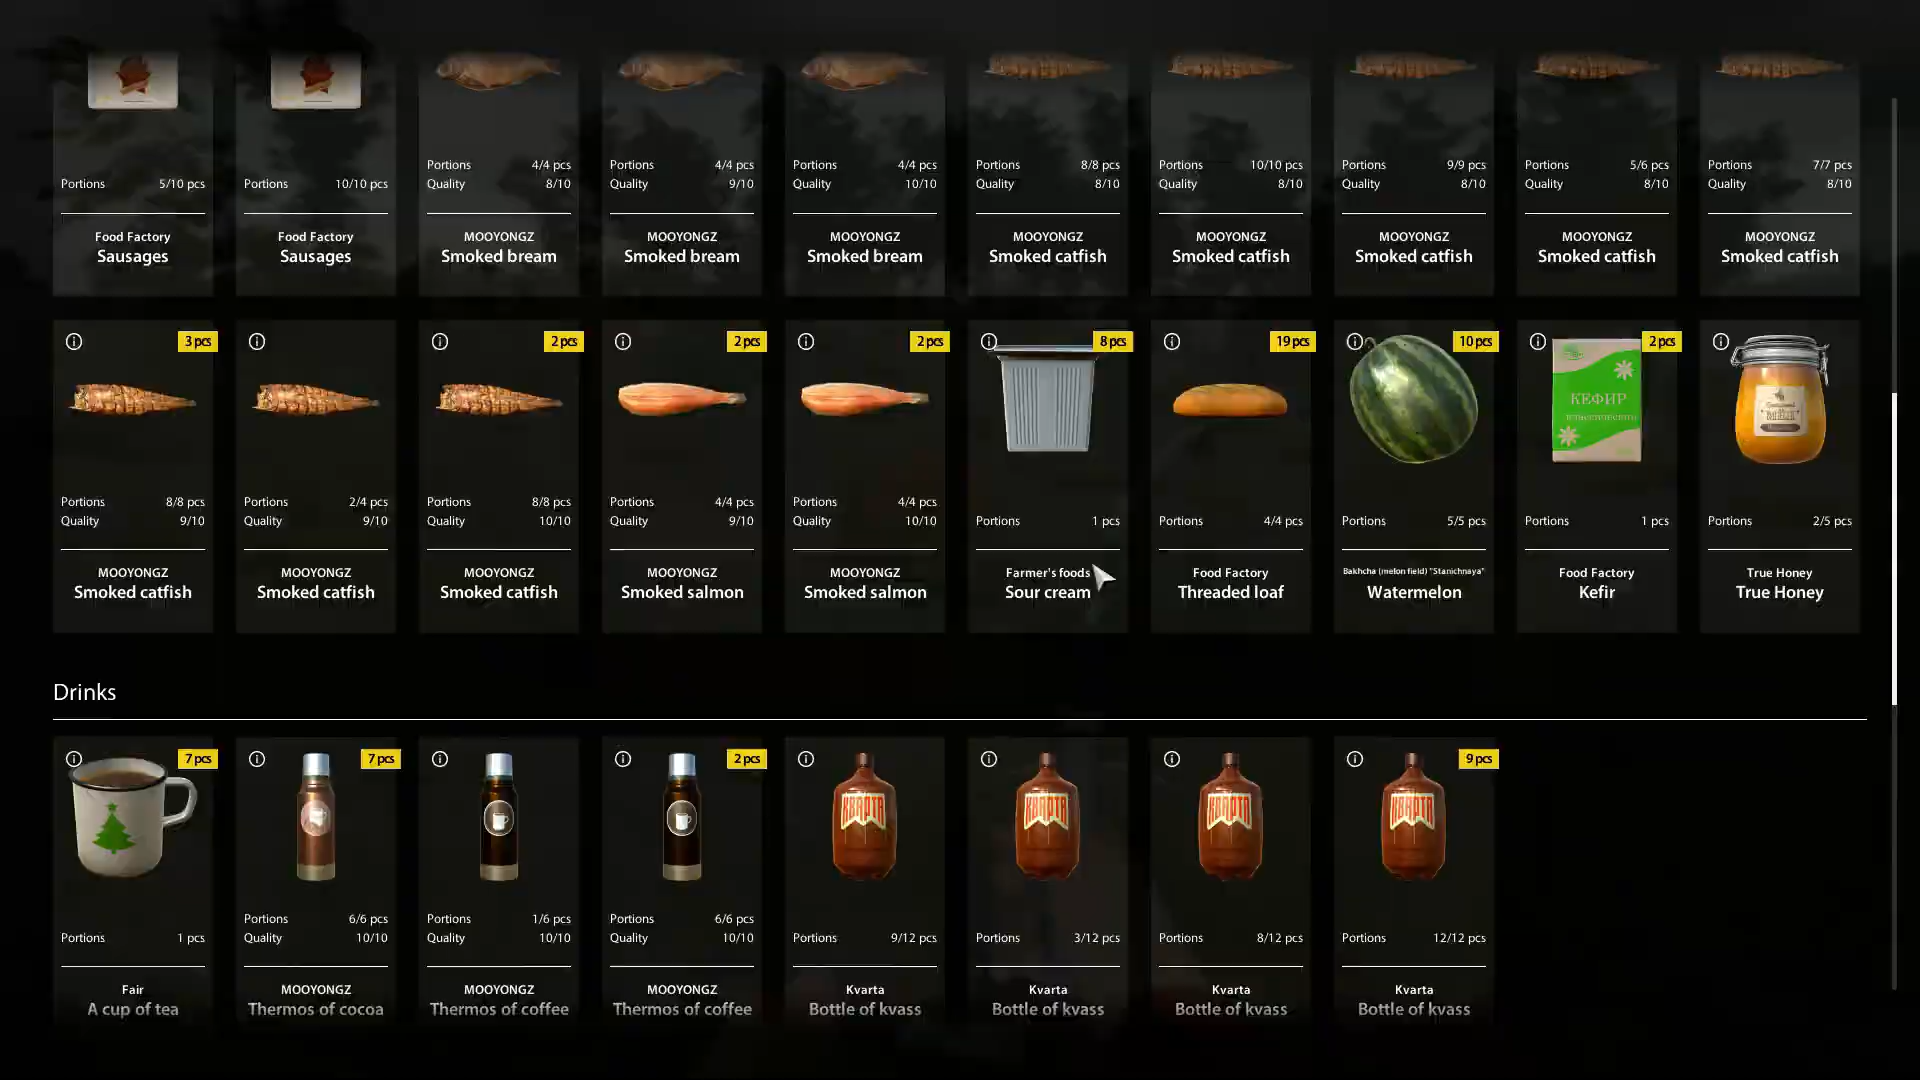 Portions 5/10 pcs
Food Factory
Sausages
Portions 10/10 pcs
Food Factory
Sausages
Portions 4/4 pcs
Quality 8/10
MOOYONGZ
Smoked bream
Portions 4/4 pcs
Quality 9/10
MOOYONGZ
Smoked bream
Portions 4/4 pcs
Quality 10/10
MOOYONGZ
Smoked bream
Portions 8/8 pcs
Quality 8/10
MOOYONGZ
Smoked catfish
Portions 10/10 pcs
Quality 8/10
MOOYONGZ
Smoked catfish
Portions 9/9 pcs
Quality 8/10
MOOYONGZ
Smoked catfish
Portions 5/6 pcs
Quality 8/10
MOOYONGZ
Smoked catfish
Portions 7/7 pcs
Quality 8/10
MOOYONGZ
Smoked catfish
3 pcs
Portions 8/8 pcs
Quality 9/10
MOOYONGZ
Smoked catfish
Portions 2/4 pcs
Quality 9/10
MOOYONGZ
Smoked catfish
2 pcs
Portions 8/8 pcs
Quality 10/10
MOOYONGZ
Smoked catfish
2 pcs
Portions 4/4 pcs
Quality 9/10
MOOYONGZ
Smoked salmon
2 pcs
Portions 4/4 pcs
Quality 10/10
MOOYONGZ
Smoked salmon
8 pcs
Portions 1 pcs
Farmer's foods
Sour cream
19 pcs
Portions 4/4 pcs
Food Factory
Threaded loaf
10 pcs
Portions 5/5 pcs
Bakhcha (melon field) "Stanichnaya"
Watermelon
2 pcs
КЕФИР
Portions 1 pcs
Food Factory
Kefir
Portions 2/5 pcs
True Honey
True Honey
Drinks
7 pcs
Portions 1 pcs
Fair
A cup of tea
7 pcs
Portions 6/6 pcs
Quality 10/10
MOOYONGZ
Thermos of cocoa
Portions 1/6 pcs
Quality 10/10
MOOYONGZ
Thermos of coffee
2 pcs
Portions 6/6 pcs
Quality 10/10
MOOYONGZ
Thermos of coffee
КВАРТА
Portions 9/12 pcs
Kvarta
Bottle of kvass
КВАРТА
Portions 3/12 pcs
Kvarta
Bottle of kvass
КВАРТА
Portions 8/12 pcs
Kvarta
Bottle of kvass
9 pcs
КВАРТА
Portions 12/12 pcs
Kvarta
Bottle of kvass